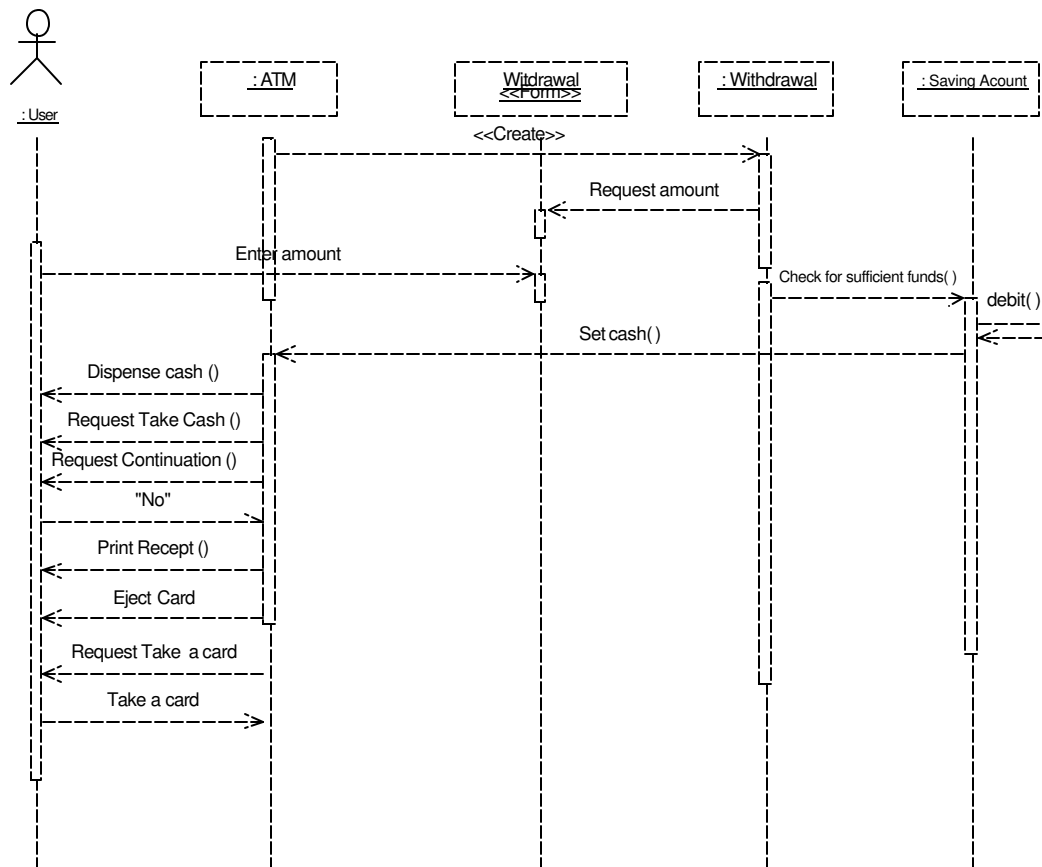 : User
: ATM
Witdrawal
<<Form>>
: Withdrawal
: Saving Acount
<<Create>>
Request amount
Enter amount
Check for sufficient funds( )
debit( )
Set cash( )
Dispense cash ()
Request Take Cash ()
Request Continuation ()
"No"
Print Recept ()
Eject Card
Request Take a card
Take a card